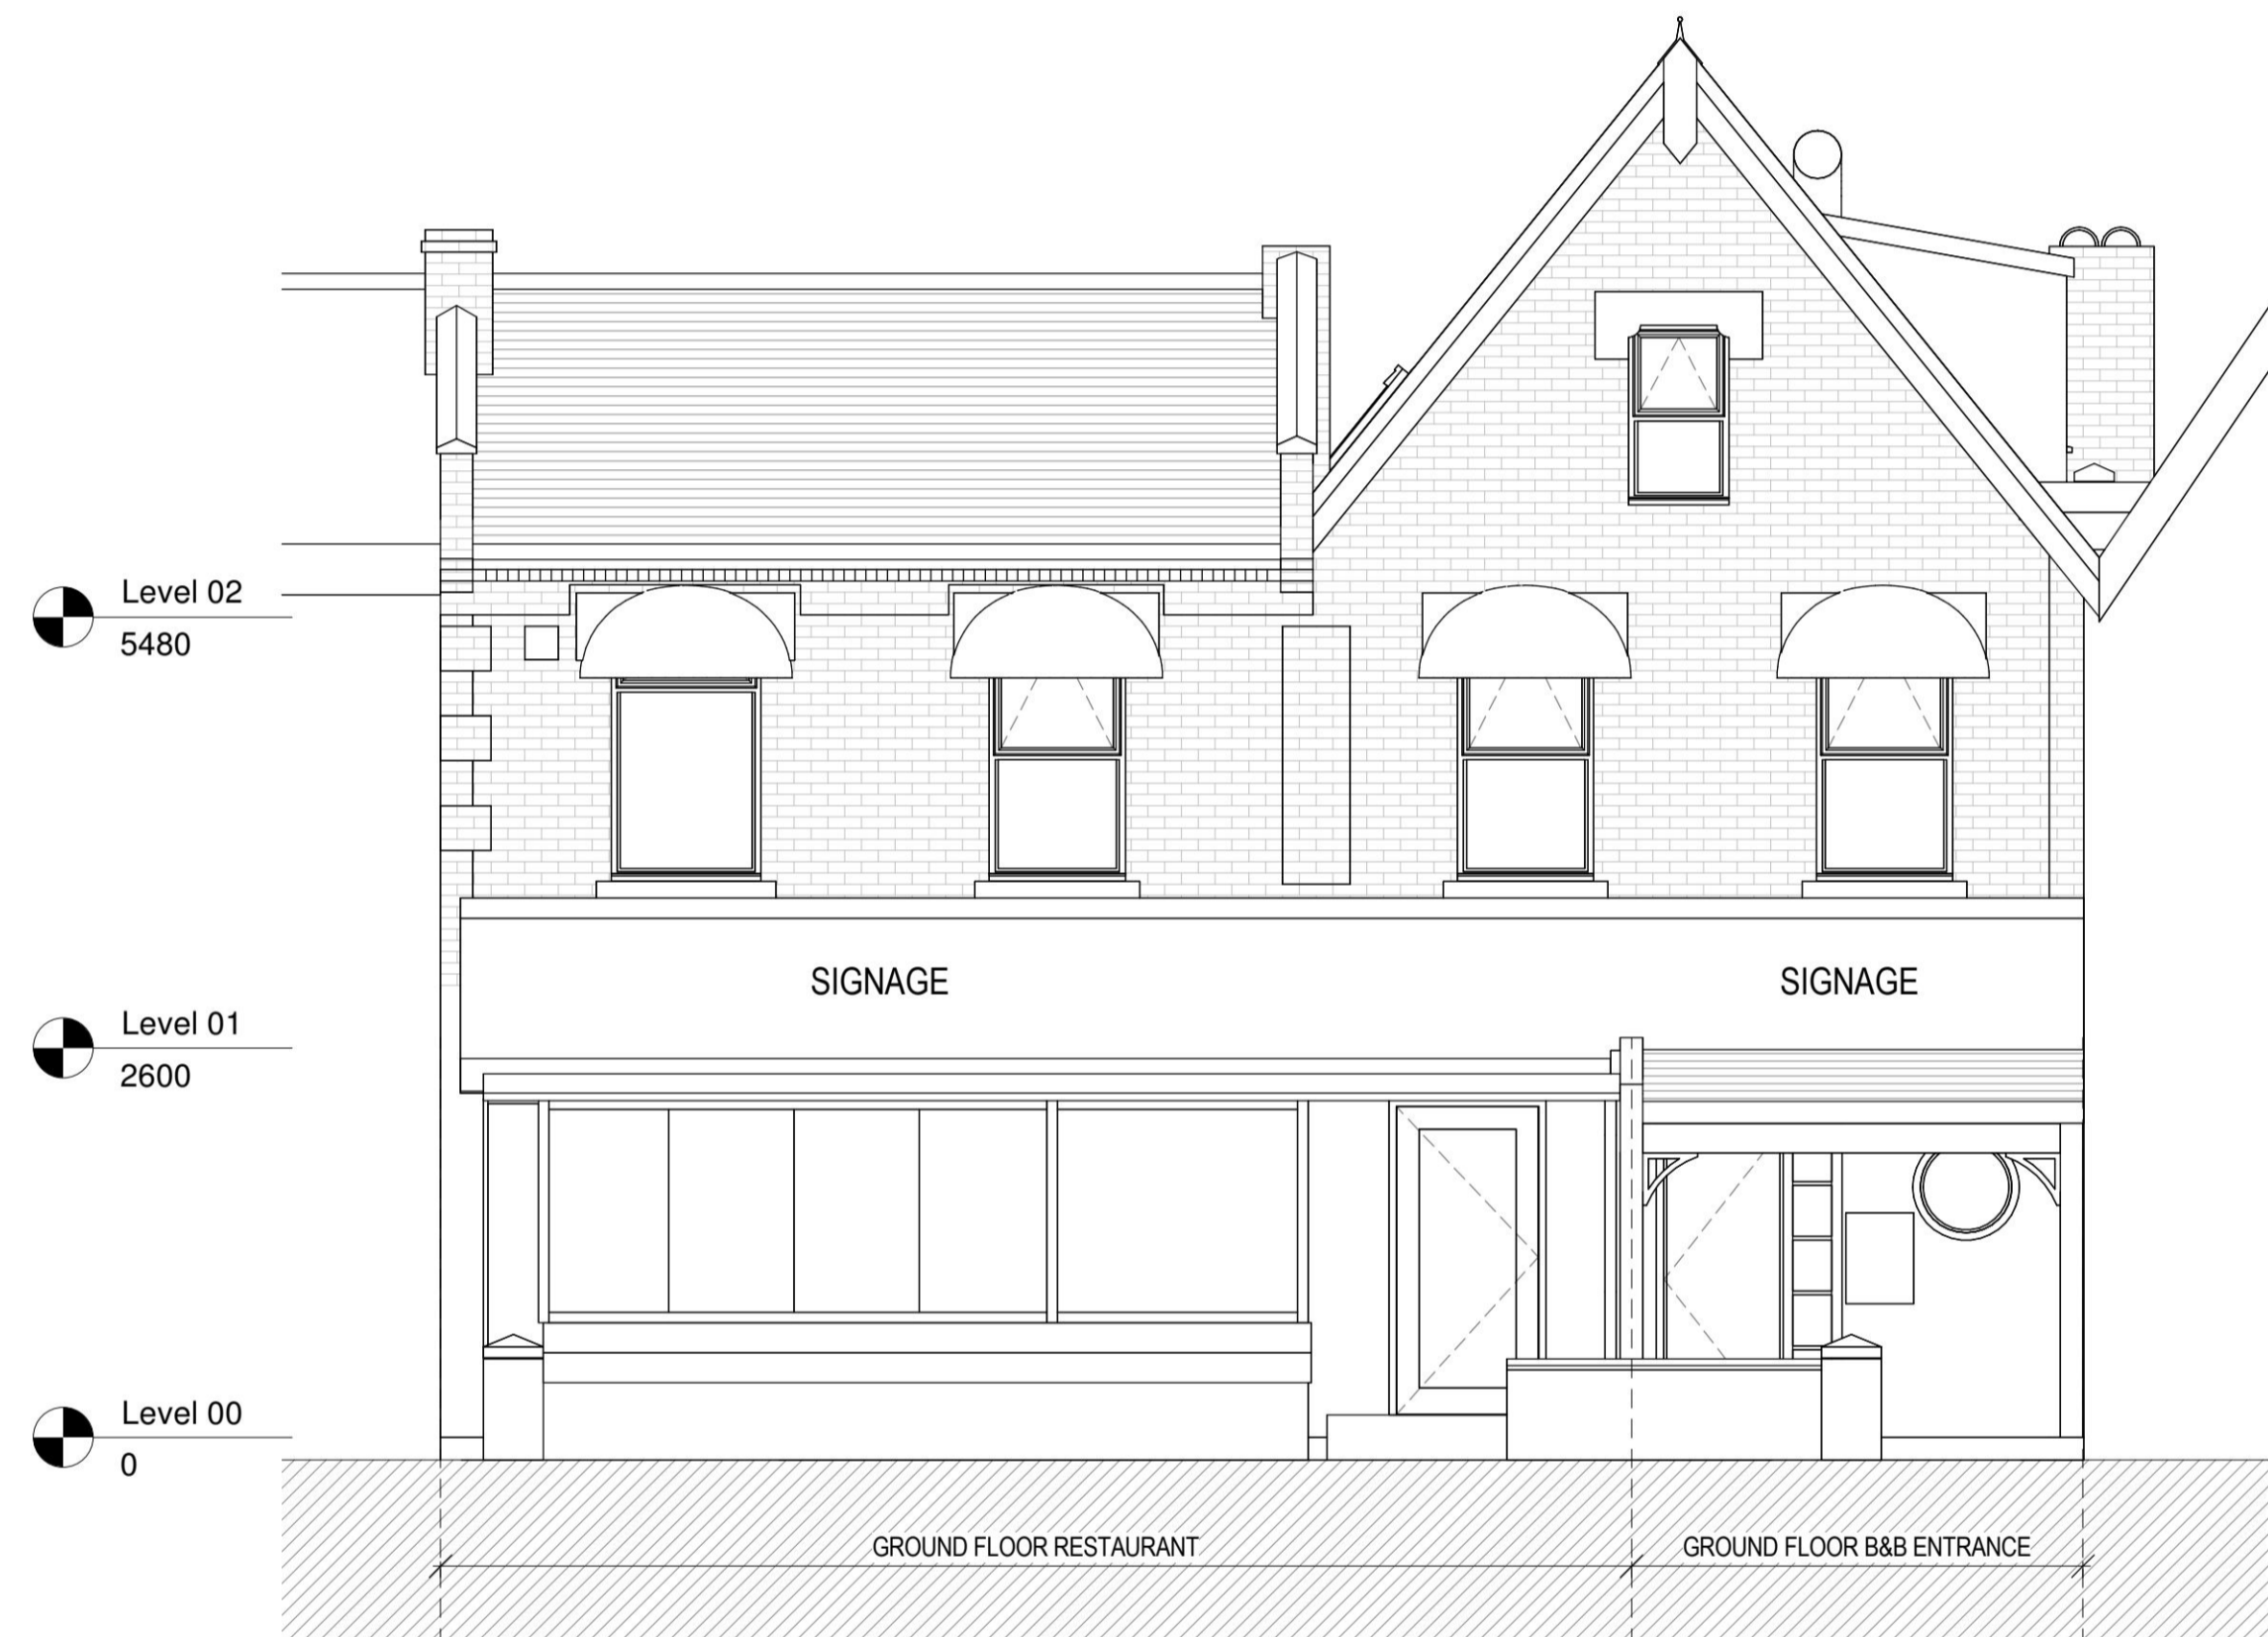 Level 02
5480
SIGNAGE
SIGNAGE
Level 01
2600
Level 00
0
GROUND FLOOR RESTAURANT
GROUND FLOOR B&B ENTRANCE